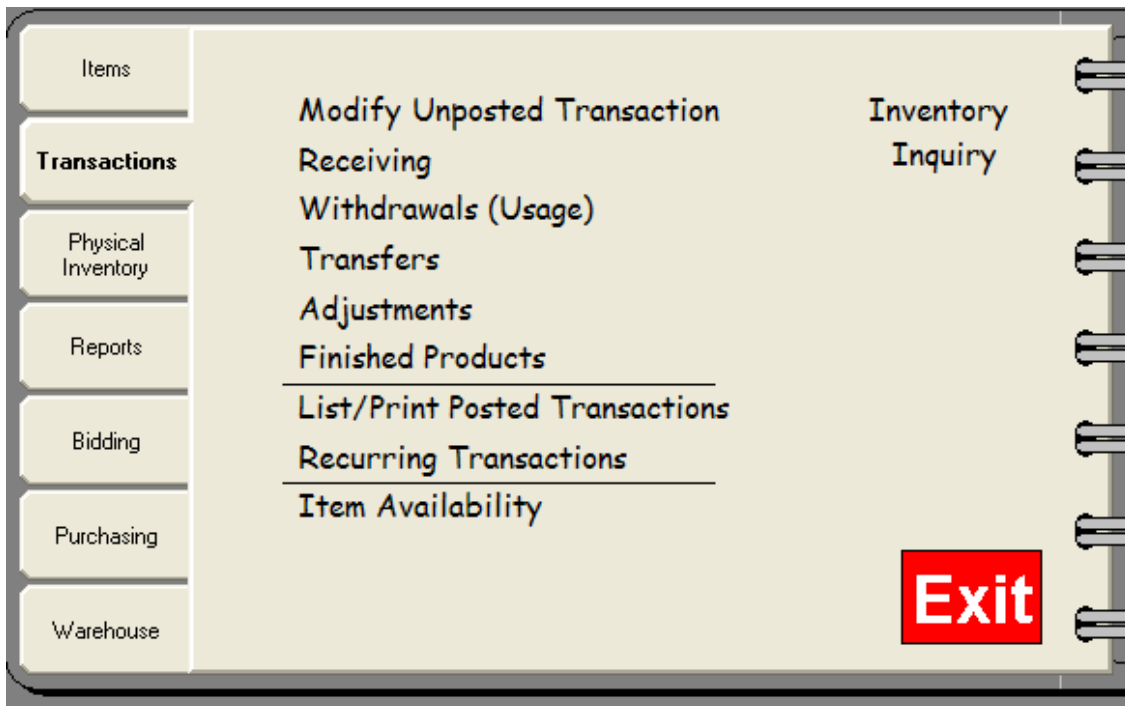 Items
Transactions
Physical
Inventory
Reports
Bidding
Purchasing
Warehouse
Modify Unposted Transaction
Receiving
Withdrawals (Usage)
Transfers
Adjustments
Finished Products
List/Print Posted Transactions
Recurring Transactions
Item Availability
Inventory
Inquiry
Exit